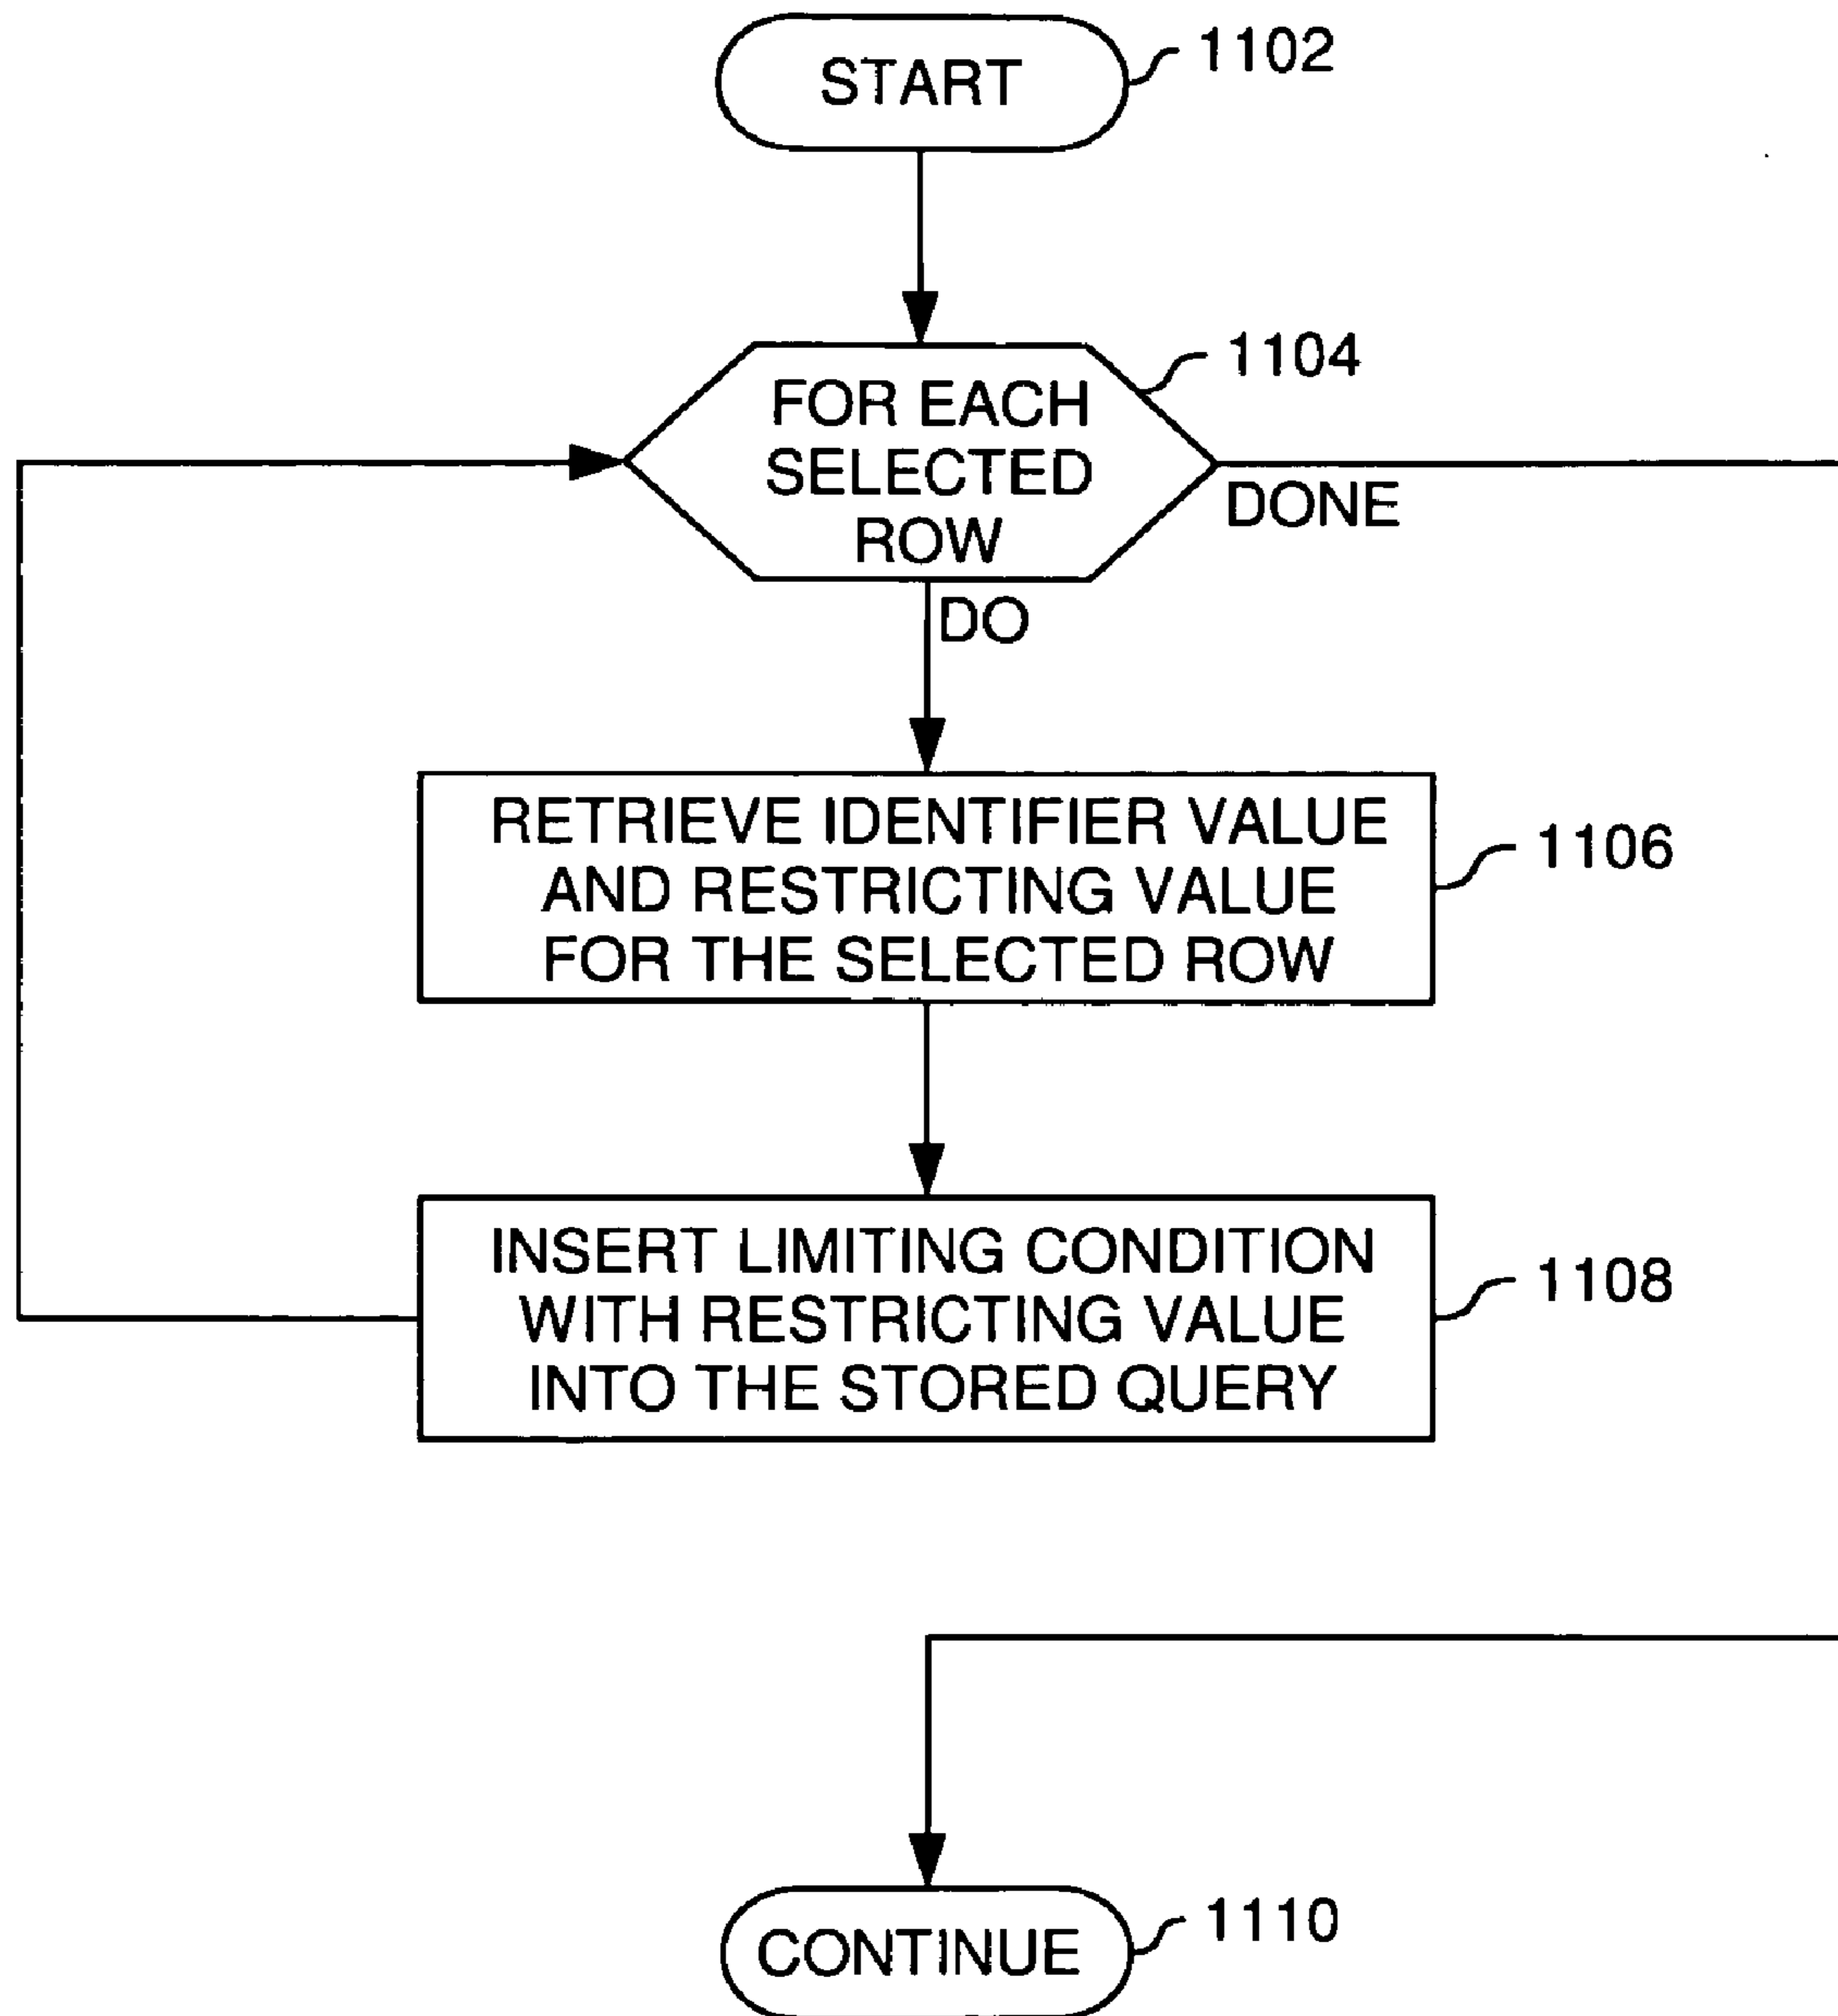 START
1102
FOR EACH
SELECTED
ROW
1104
DONE
DO
RETRIEVE IDENTIFIER VALUE
AND RESTRICTING VALUE
FOR THE SELECTED ROW
1106
INSERT LIMITING CONDITION
WITH RESTRICTING VALUE
INTO THE STORED QUERY
1108
CONTINUE
1110